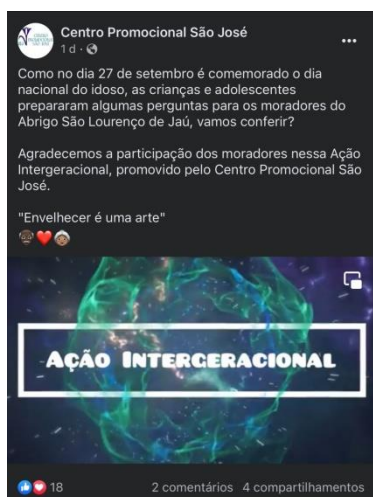 Centro Promocional São José
1 d
Como no dia 27 de setembro é comemorado o dia
nacional do idoso, as crianças e adolescentes
prepararam algumas perguntas para os moradores do
Abrigo São Lourenço de Jaú, vamos conferir?
Agradecemos a participação dos moradores nessa Ação
Intergeracional, promovido pelo Centro Promocional São
José.
"Envelhecer é uma arte"
AÇÃO INTERGERACIONAL
18
2 comentários 4 compartilhamentos